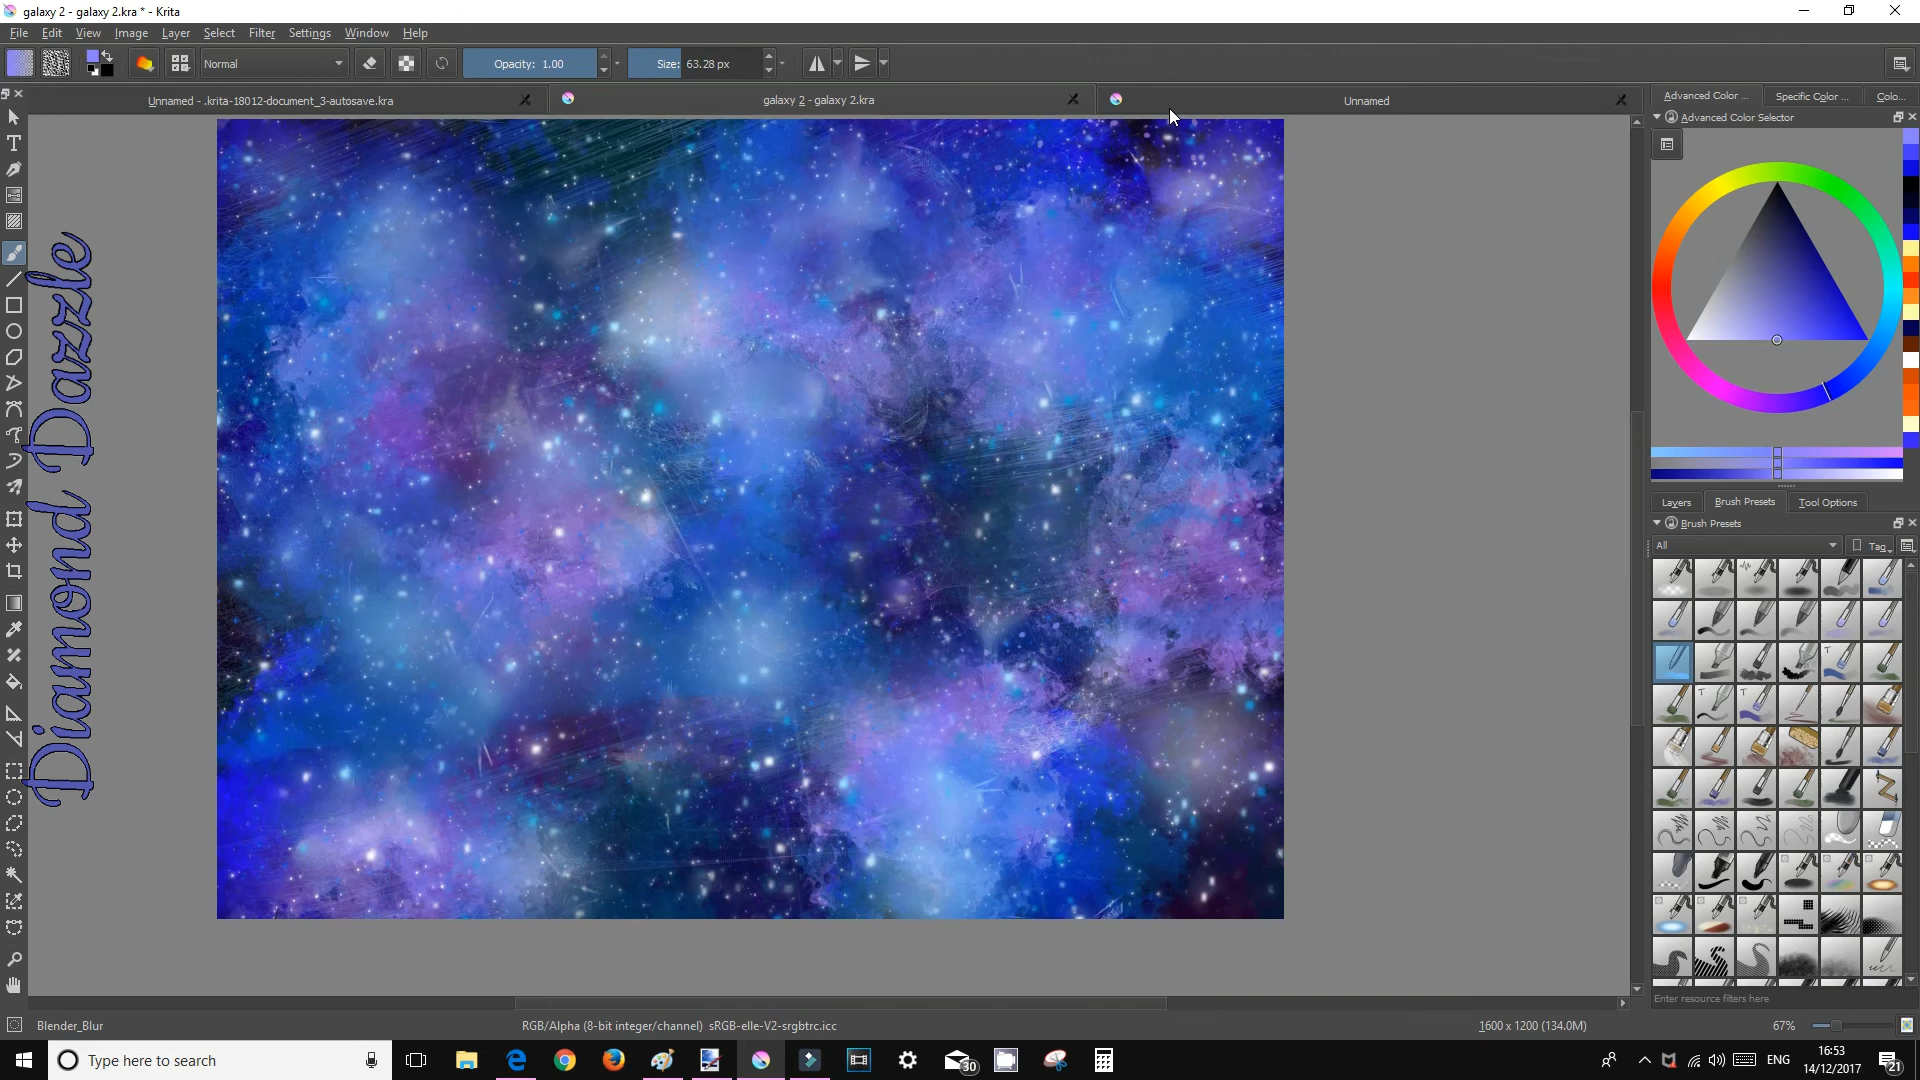 galaxy 2 - galaxy 2.kra * - Krita
File Edit View Image Layer Select Filter Settings Window Help
Normal
Opacity: 1.00
Size: 63.28 px
Unnamed - .krita-18012-document_3-autosave.kra
galaxy 2 - galaxy 2.kra
Unnamed
Advanced Color ...
Specific Color ...
Colo...
Advanced Color Selector
Diamond Dazzle
Layers
Brush Presets
Tool Options
Brush Presets
All
Tag
Enter resource filters here
Blender_Blur
RGB/Alpha (8-bit integer/channel) sRGB-elle-V2-srgbtrc.icc
1600 x 1200 (134.0M)
67%
Type here to search
30
ENG
16:53
14/12/2017
21